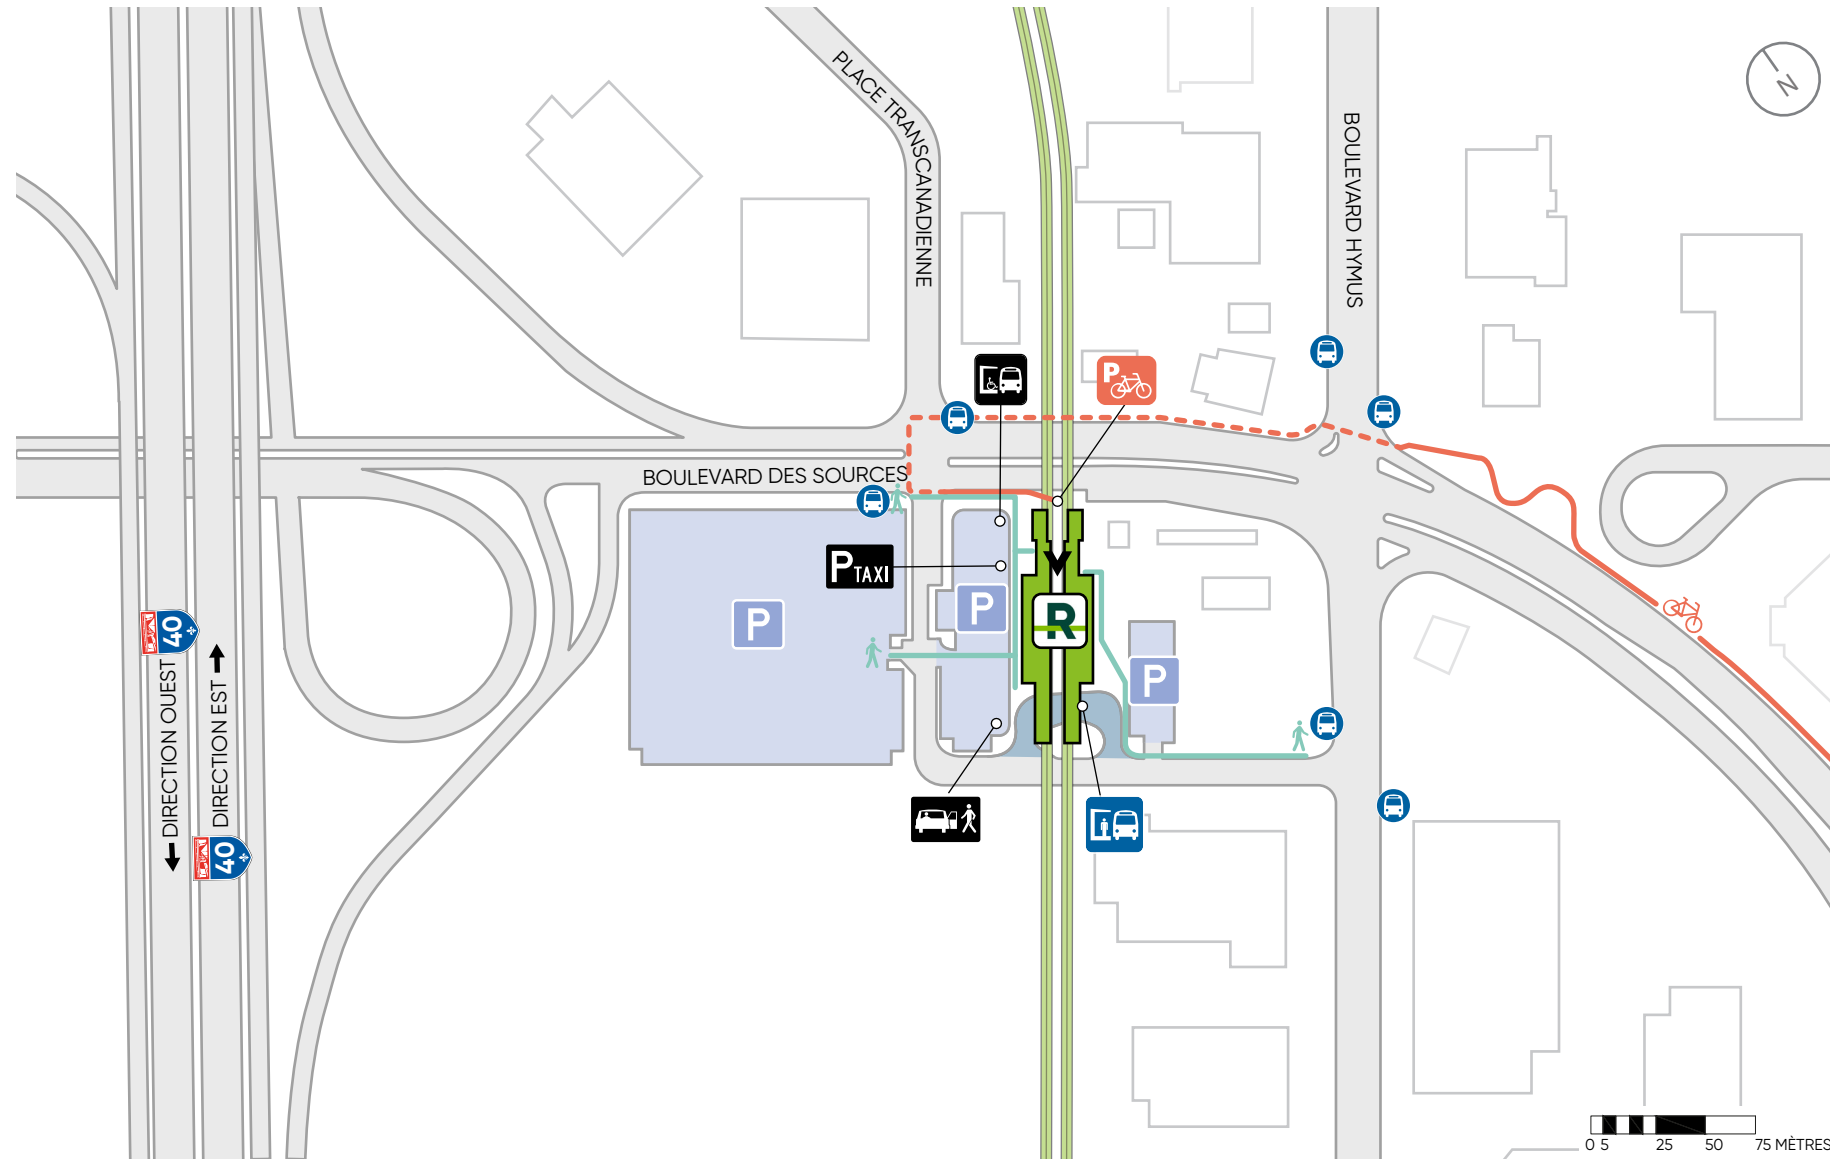 PLACE TRANSCANADIENNE
N
BOULEVARD HYMUS
P
BOULEVARD DES SOURCES
P TAXI
P
P
R
P
40
DIRECTION OUEST
DIRECTION EST
40
0 5 25 50 75 MÈTRES